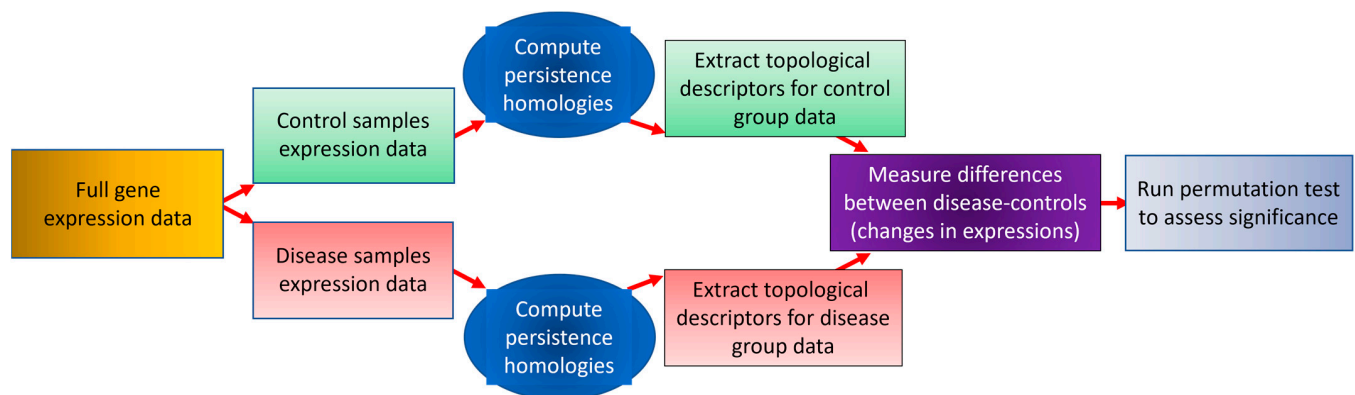 Full gene
expression data
Control samples
expression data
Disease samples
expression data
Compute
persistence
homologies
Compute
persistence
homologies
Extract topological
descriptors for control
group data
Extract topological
descriptors for disease
group data
Measure differences
between disease-controls
(changes in expressions)
Run permutation test
to assess significance